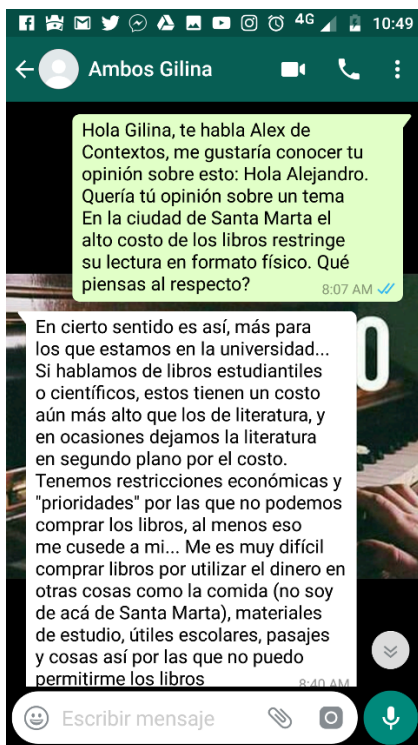 4G 10:49
Ambos Gilina
Hola Gilina, te habla Alex de
Contextos, me gustaría conocer tu
opinión sobre esto: Hola Alejandro.
Quería tú opinión sobre un tema
En la ciudad de Santa Marta el
alto costo de los libros restringe
su lectura en formato físico. Qué
piensas al respecto?
8:07 AM
En cierto sentido es así, más para
los que estamos en la universidad...
Si hablamos de libros estudiantiles
o científicos, estos tienen un costo
aún más alto que los de literatura, y
en ocasiones dejamos la literatura
en segundo plano por el costo.
Tenemos restricciones económicas y
"prioridades" por las que no podemos
comprar los libros, al menos eso
me cusede a mi... Me es muy difícil
comprar libros por utilizar el dinero en
otras cosas como la comida (no soy
de acá de Santa Marta), materiales
de estudio, útiles escolares, pasajes
y cosas así por las que no puedo
permitirme los libros
8:40 AM
Escribir mensaje